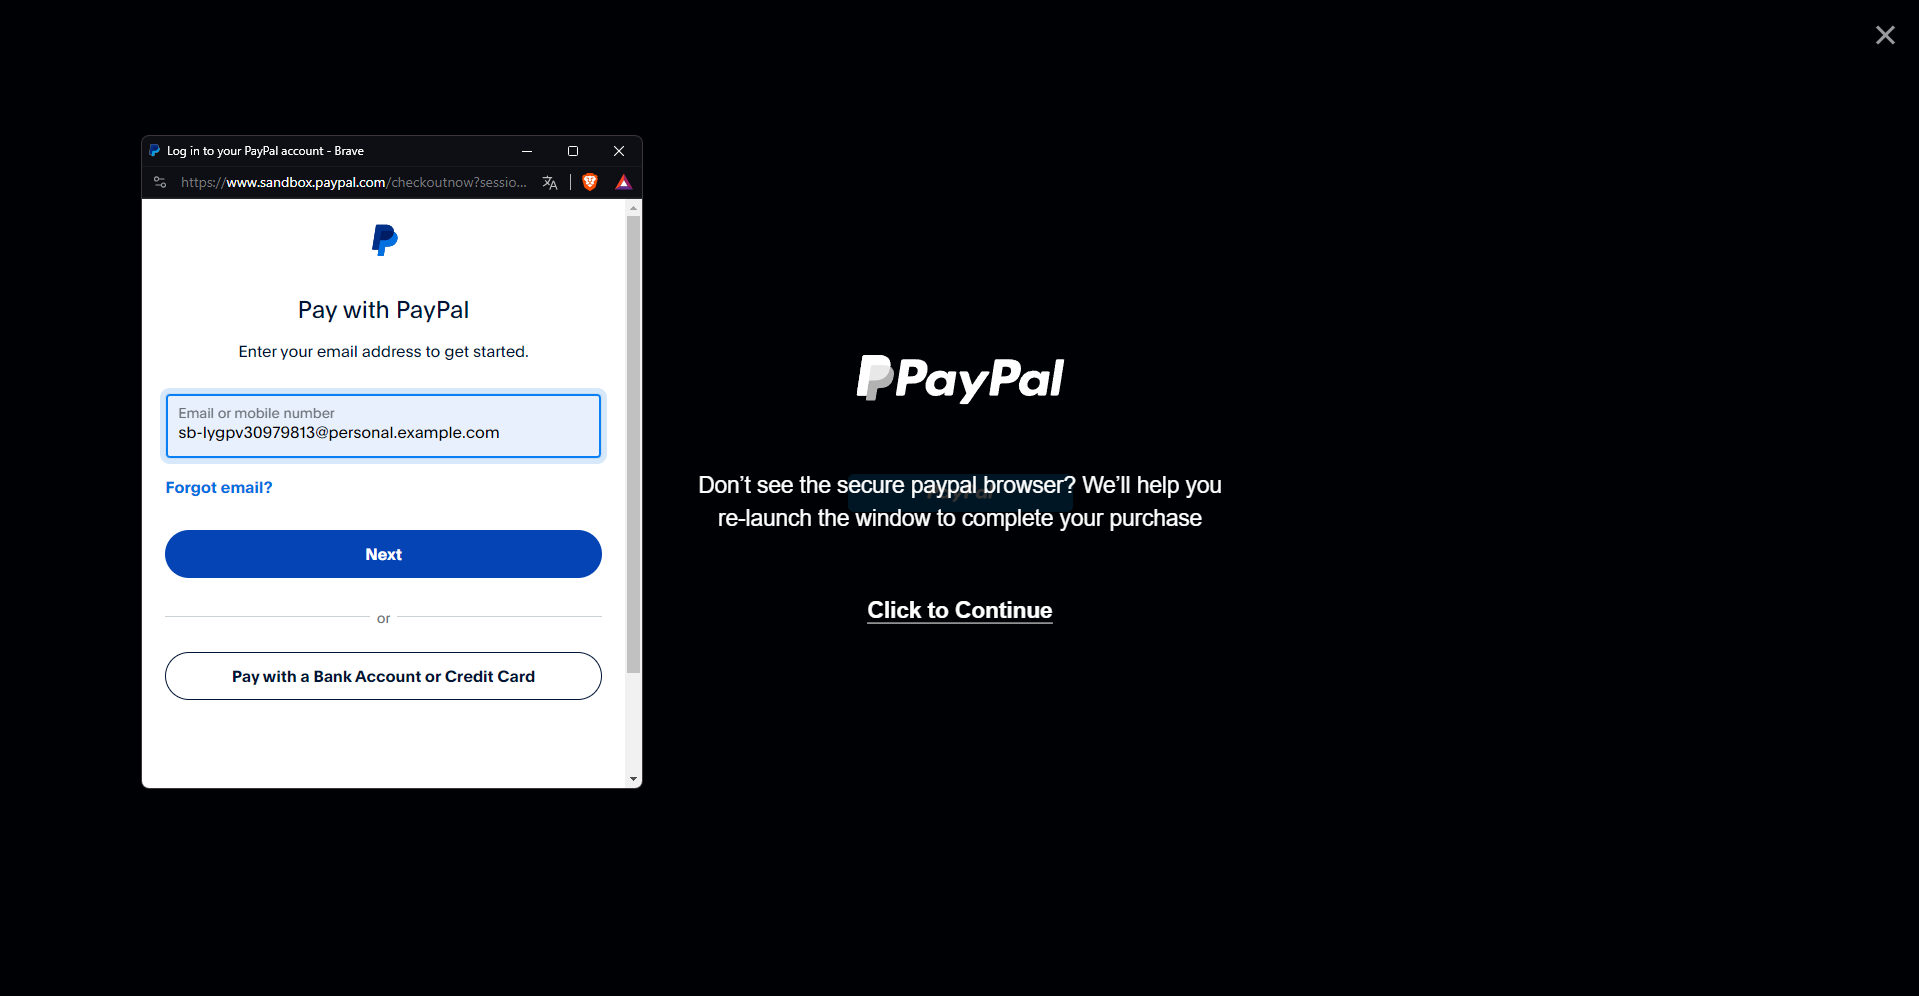 Log in to your PayPal account - Brave
https://www.sandbox.paypal.com/checkoutnow?sessio...
Pay with PayPal
Enter your email address to get started.
Email or mobile number
sb-lygpv30979813@personal.example.com
Forgot email?
Next
or
Pay with a Bank Account or Credit Card
PayPal
Don’t see the secure paypal browser? We’ll help you
re-launch the window to complete your purchase
PayPal
Click to Continue